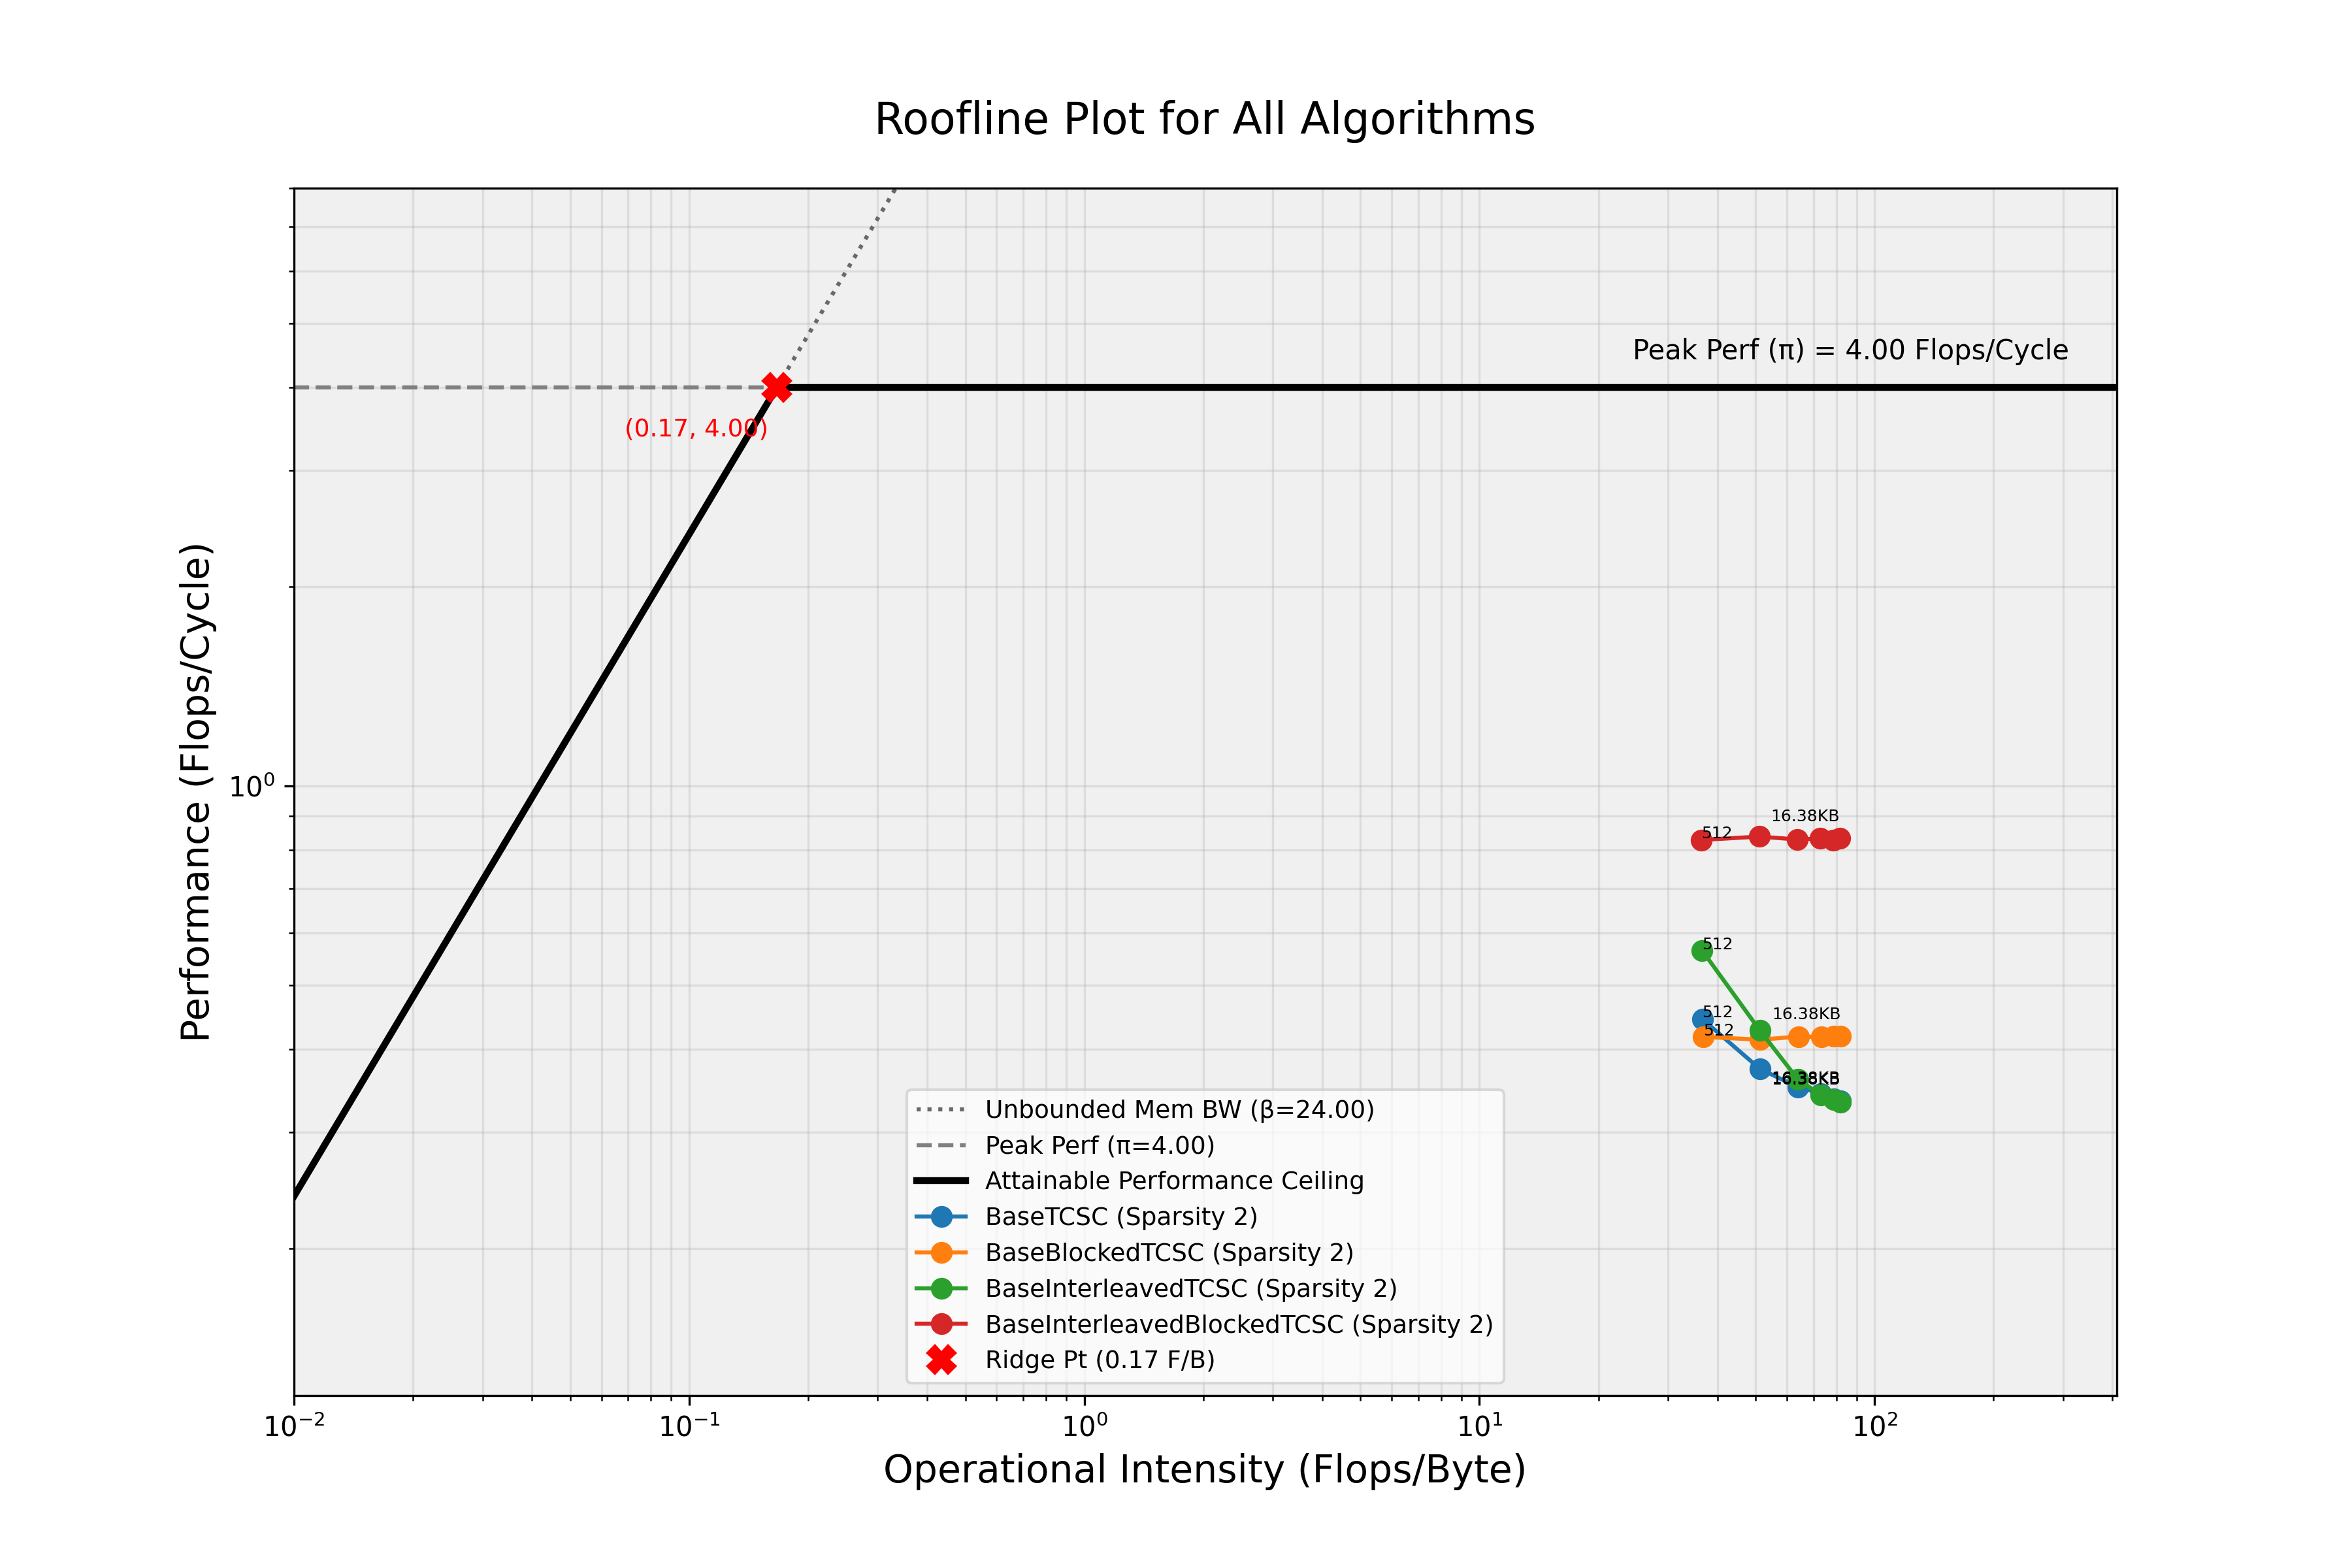 Roofline Plot for All Algorithms
Peak Perf (π) = 4.00 Flops/Cycle
(0.17, 4.00)
Performance (Flops/Cycle)
10⁰
16.38KB
512
512
512
16.38KB
512
16.38KB
16.38KB
Unbounded Mem BW (β=24.00)
Peak Perf (π=4.00)
Attainable Performance Ceiling
BaseTCSC (Sparsity 2)
BaseBlockedTCSC (Sparsity 2)
BaseInterleavedTCSC (Sparsity 2)
BaseInterleavedBlockedTCSC (Sparsity 2)
Ridge Pt (0.17 F/B)
10⁻² 10⁻¹ 10⁰ 10¹ 10²
Operational Intensity (Flops/Byte)